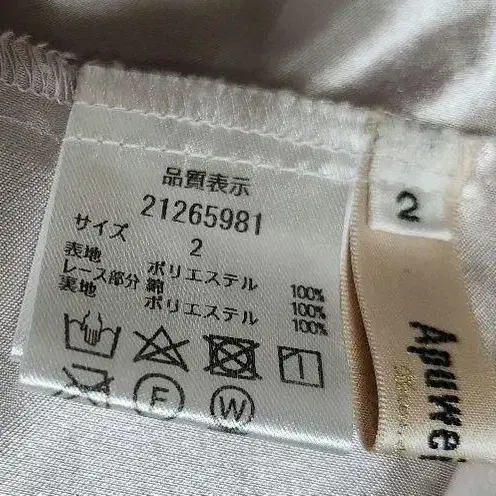 品質表示
21265981
サイズ 2
表地 ポリエステル 100%
レース部分 綿 100%
裏地 ポリエステル 100%
F W
2
Apuwei